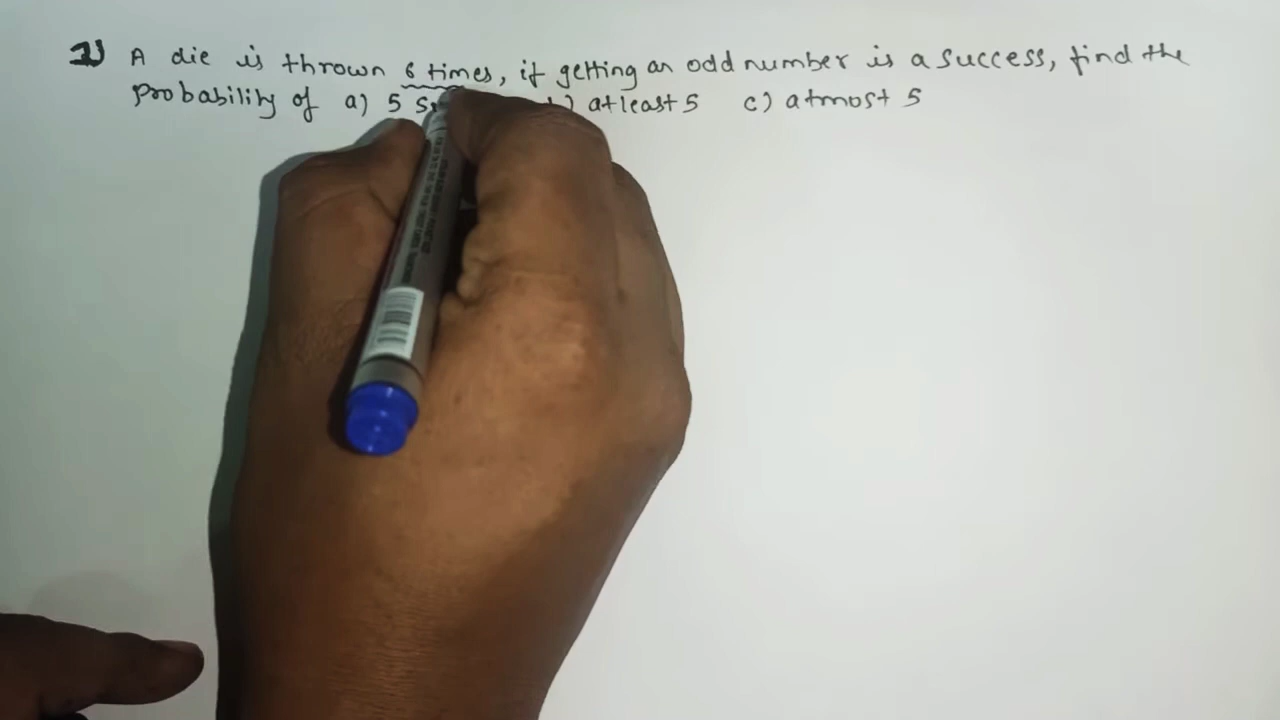 2) A die is thrown 6 times, if getting an odd number is a success, find the
probability of a) 5 ) atleast 5 c) atmost 5